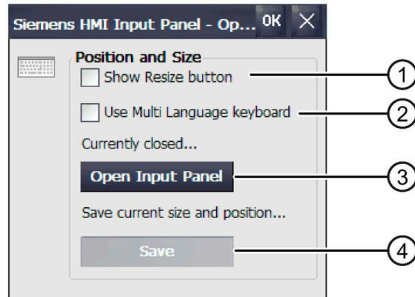 Siemens HMI Input Panel - Op... OK
Position and Size
Show Resize button
①
Use Multi Language keyboard
②
Currently closed...
Open Input Panel
③
Save current size and position...
Save
④